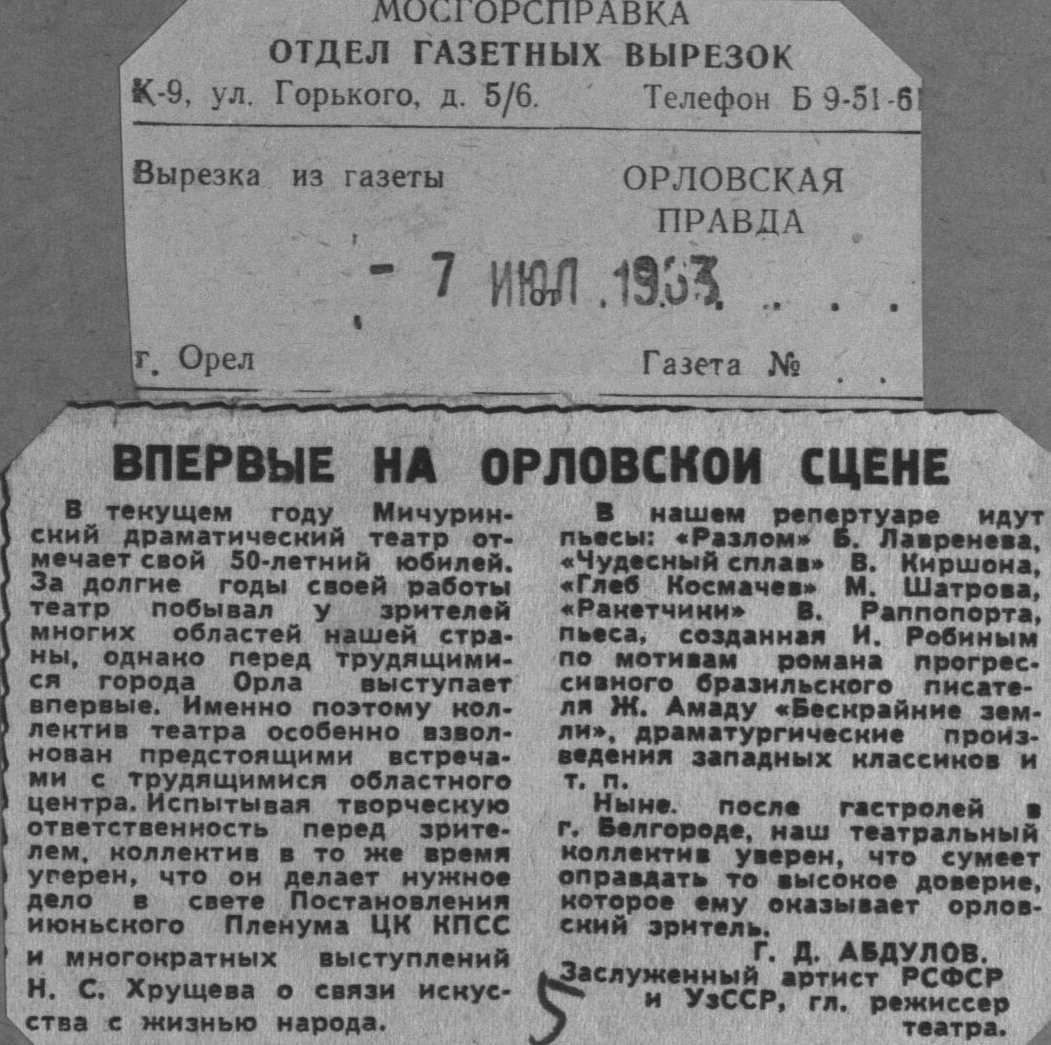 МОСГОРСПРАВКА
ОТДЕЛ ГАЗЕТНЫХ ВЫРЕЗОК
К-9, ул. Горького, д. 5/6. Телефон Б 9-51-61
Вырезка из газеты
ОРЛОВСКАЯ
ПРАВДА
- 7 ИЮЛ 1963
от
г. Орел Газета №
ВПЕРВЫЕ НА ОРЛОВСКОЙ СЦЕНЕ
В текущем году Мичурин-
ский драматический театр от-
мечает свой 50-летний юбилей.
За долгие годы своей работы
театр побывал у зрителей
многих областей нашей стра-
ны, однако перед трудящими-
ся города Орла выступает
впервые. Именно поэтому кол-
лектив театра особенно взвол-
нован предстоящими встреча-
ми с трудящимися областного
центра. Испытывая творческую
ответственность перед зрите-
лем, коллектив в то же время
уверен, что он делает нужное
дело в свете Постановления
июньского Пленума ЦК КПСС
и многократных выступлений
Н. С. Хрущева о связи искус-
ства с жизнью народа.
В нашем репертуаре идут
пьесы: «Разлом» Б. Лавренева,
«Чудесный сплав» В. Киршона,
«Глеб Космачев» М. Шатрова,
«Ракетчики» В. Раппопорта,
пьеса, созданная И. Робиным
по мотивам романа прогрес-
сивного бразильского писате-
ля Ж. Амаду «Бескрайние зем-
ли», драматургические произ-
ведения западных классиков и
т. п.
Ныне. после гастролей в
г. Белгороде, наш театральный
коллектив уверен, что сумеет
оправдать то высокое доверие,
которое ему оказывает орлов-
ский зритель.
Г. Д. АБДУЛОВ.
Заслуженный артист РСФСР
и УзССР, гл. режиссер
театра.
5